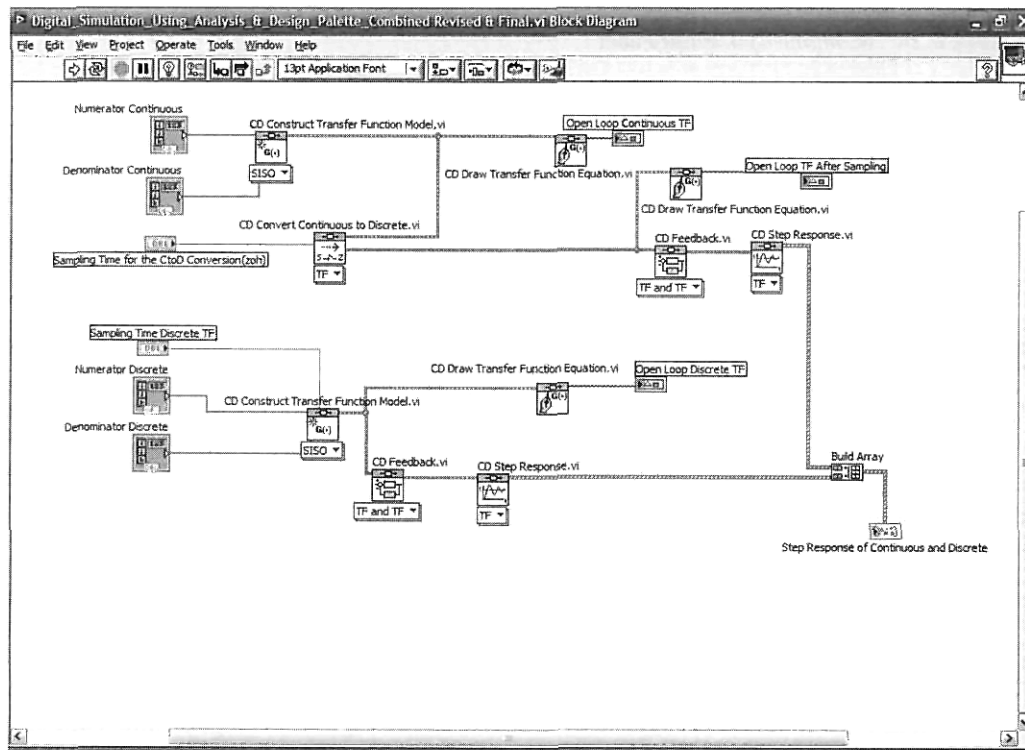 Digital_Simulation_Using_Analysis_&_Design_Palette_Combined Revised & Final.vi Block Diagram
File Edit View Project Operate Tools Window Help
13pt Application Font
Numerator Continuous
CD Construct Transfer Function Model.vi
Open Loop Continuous TF
G(·)
G(·)
Denominator Continuous
SISO
CD Draw Transfer Function Equation.vi
Open Loop TF After Sampling
G(·)
CD Draw Transfer Function Equation.vi
CD Convert Continuous to Discrete.vi
CD Feedback.vi
CD Step Response.vi
DBL
Sampling Time for the CtoD Conversion(zoh)
S Z
TF
TF and TF
TF
Sampling Time Discrete TF
DBL
Numerator Discrete
CD Draw Transfer Function Equation.vi
Open Loop Discrete TF
G(·)
CD Construct Transfer Function Model.vi
Denominator Discrete
G(·)
SISO
CD Feedback.vi
CD Step Response.vi
Build Array
TF and TF
TF
Step Response of Continuous and Discrete